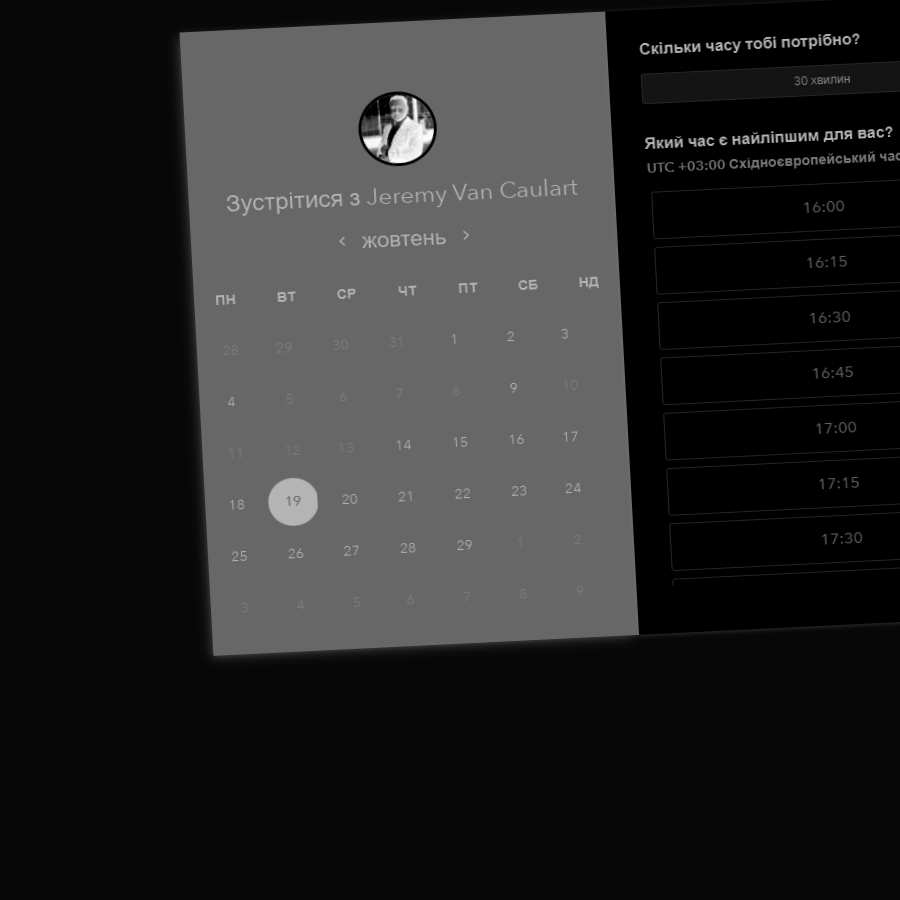 Зустрітися з Jeremy Van Caulart
‹ жовтень ›
ПН ВТ СР ЧТ ПТ СБ НД
28 29 30 31 1 2 3
4 5 6 7 8 9 10
11 12 13 14 15 16 17
18 19 20 21 22 23 24
25 26 27 28 29 1 2
3 4 5 6 7 8 9
Скільки часу тобі потрібно?
30 хвилин
Який час є найліпшим для вас?
UTC +03:00 Східноєвропейський час
16:00
16:15
16:30
16:45
17:00
17:15
17:30